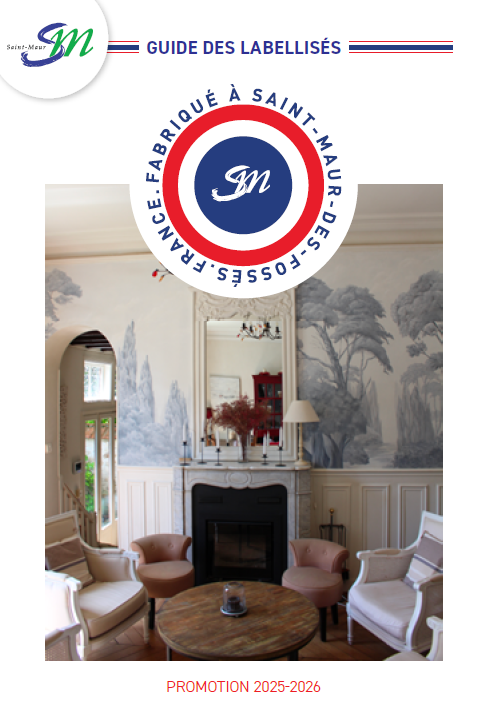 Saint-Maur SM
GUIDE DES LABELLISÉS
FABRIQUÉ À SAINT-MAUR-DES-FOSSÉS.FRANCE.
SM
PROMOTION 2025-2026